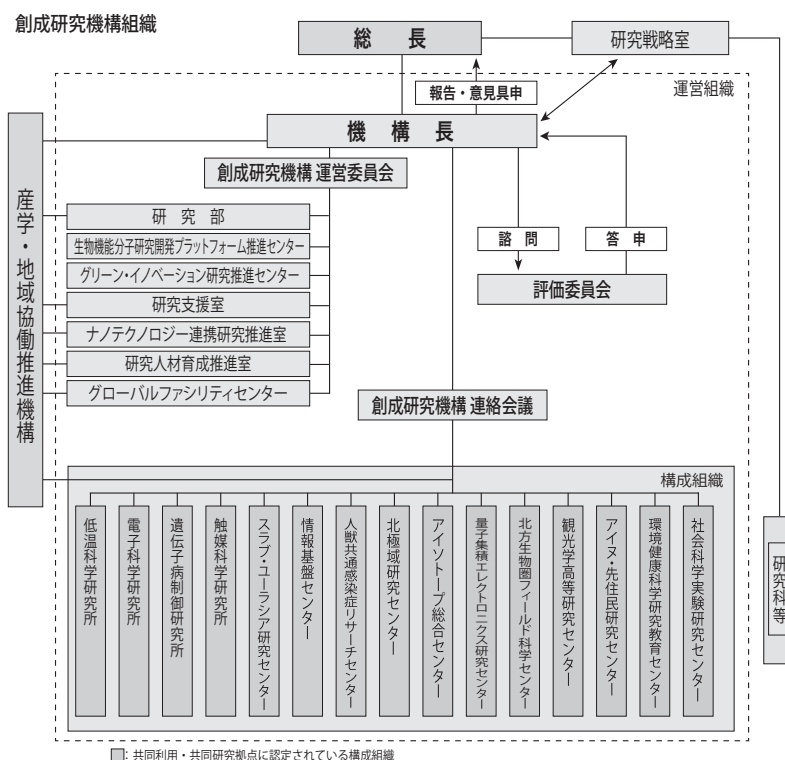 創成研究機構組織
総 長
研究戦略室
報告・意見具申
運営組織
機 構 長
創成研究機構 運営委員会
産学・地域協働推進機構
研 究 部
生物機能分子研究開発プラットフォーム推進センター
グリーン・イノベーション研究推進センター
研究支援室
ナノテクノロジー連携研究推進室
研究人材育成推進室
グローバルファシリティセンター
諮 問
答 申
評価委員会
創成研究機構 連絡会議
構成組織
低温科学研究所
電子科学研究所
遺伝子病制御研究所
触媒科学研究所
スラブ・ユーラシア研究センター
情報基盤センター
人獣共通感染症リサーチセンター
北極域研究センター
アイソトープ総合センター
量子集積エレクトロニクス研究センター
北方生物圏フィールド科学センター
観光学高等研究センター
アイヌ・先住民研究センター
環境健康科学研究教育センター
社会科学実験研究センター
研究科等
: 共同利用・共同研究拠点に認定されている構成組織